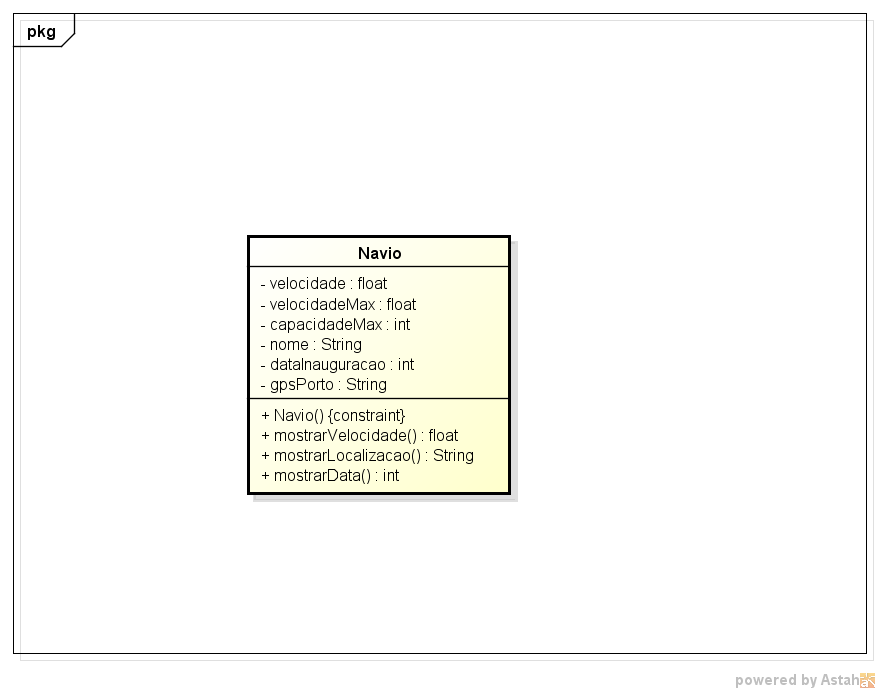 pkg
Navio
- velocidade : float
- velocidadeMax : float
- capacidadeMax : int
- nome : String
- dataInauguracao : int
- gpsPorto : String
+ Navio() {constraint}
+ mostrarVelocidade() : float
+ mostrarLocalizacao() : String
+ mostrarData() : int
powered by Astah